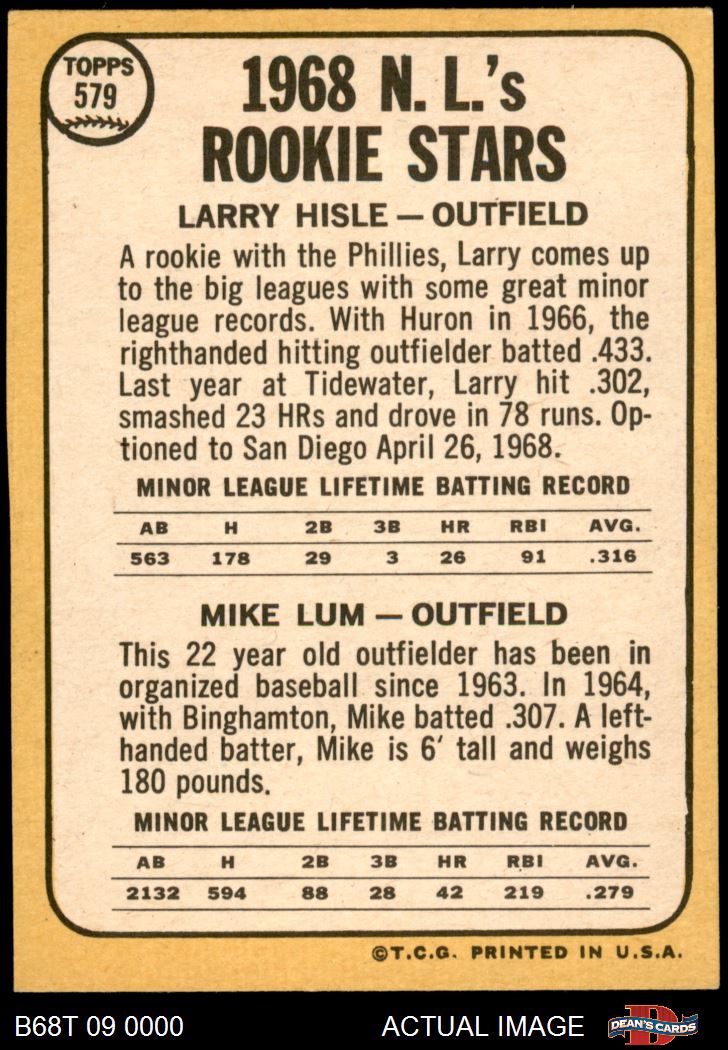 TOPPS
579
1968 N. L.'s
ROOKIE STARS
LARRY HISLE — OUTFIELD
A rookie with the Phillies, Larry comes up
to the big leagues with some great minor
league records. With Huron in 1966, the
righthanded hitting outfielder batted .433.
Last year at Tidewater, Larry hit .302,
smashed 23 HRs and drove in 78 runs. Op-
tioned to San Diego April 26, 1968.
MINOR LEAGUE LIFETIME BATTING RECORD
AB H 2B 3B HR RBI AVG.
563 178 29 3 26 91 .316
MIKE LUM — OUTFIELD
This 22 year old outfielder has been in
organized baseball since 1963. In 1964,
with Binghamton, Mike batted .307. A left-
handed batter, Mike is 6′ tall and weighs
180 pounds.
MINOR LEAGUE LIFETIME BATTING RECORD
AB H 2B 3B HR RBI AVG.
2132 594 88 28 42 219 .279
©T.C.G. PRINTED IN U.S.A.
B68T 09 0000 ACTUAL IMAGE DEAN'S CARDS